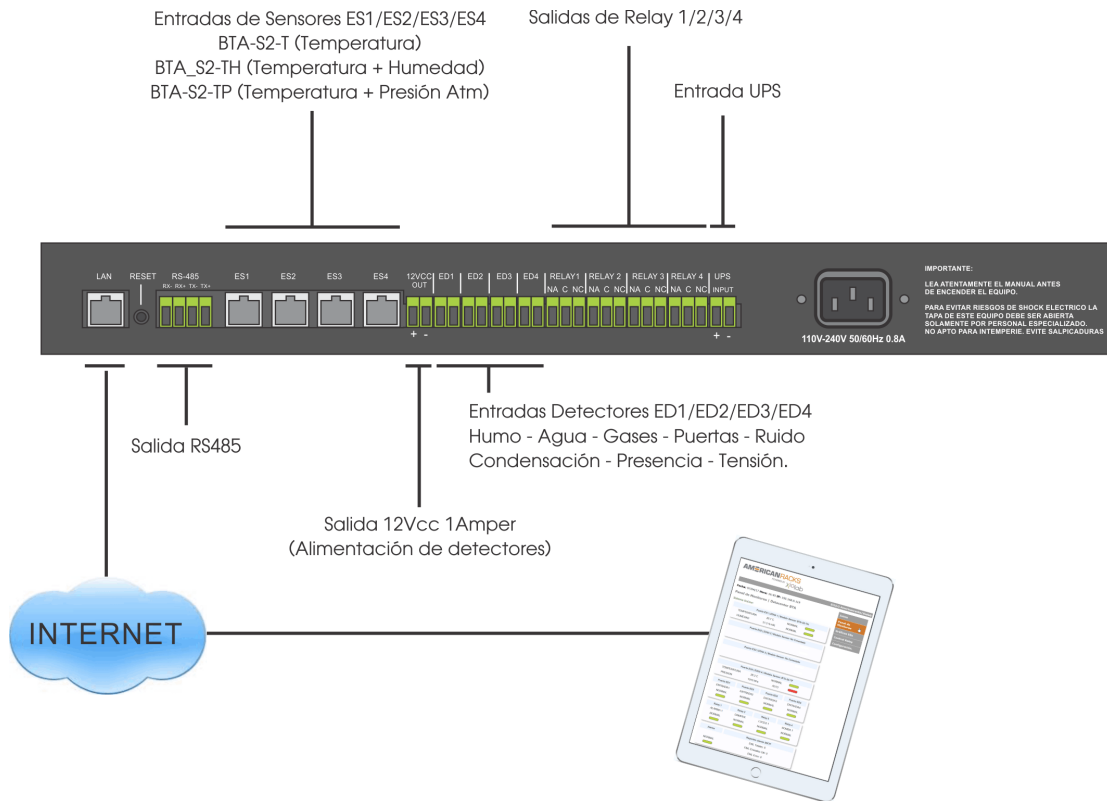 Entradas de Sensores ES1/ES2/ES3/ES4
BTA-S2-T (Temperatura)
BTA_S2-TH (Temperatura + Humedad)
BTA-S2-TP (Temperatura + Presión Atm)
Salidas de Relay 1/2/3/4
Entrada UPS
LAN
RESET
RS-485
RX- RX+ TX- TX+
ES1
ES2
ES3
ES4
12VCC
OUT
+ -
ED1
ED2
ED3
ED4
RELAY1
NA C NC
RELAY 2
NA C NC
RELAY 3
NA C NC
RELAY 4
NA C NC
UPS
INPUT
+ -
110V-240V 50/60Hz 0.8A
IMPORTANTE:
LEA ATENTAMENTE EL MANUAL ANTES
DE ENCENDER EL EQUIPO.
PARA EVITAR RIESGOS DE SHOCK ELECTRICO LA
TAPA DE ESTE EQUIPO DEBE SER ABIERTA
SOLAMENTE POR PERSONAL ESPECIALIZADO.
NO APTO PARA INTEMPERIE. EVITE SALPICADURAS
Salida RS485
Entradas Detectores ED1/ED2/ED3/ED4
Humo - Agua - Gases - Puertas - Ruido
Condensación - Presencia - Tensión.
Salida 12Vcc 1Amper
(Alimentación de detectores)
INTERNET
AMERICANRACKS